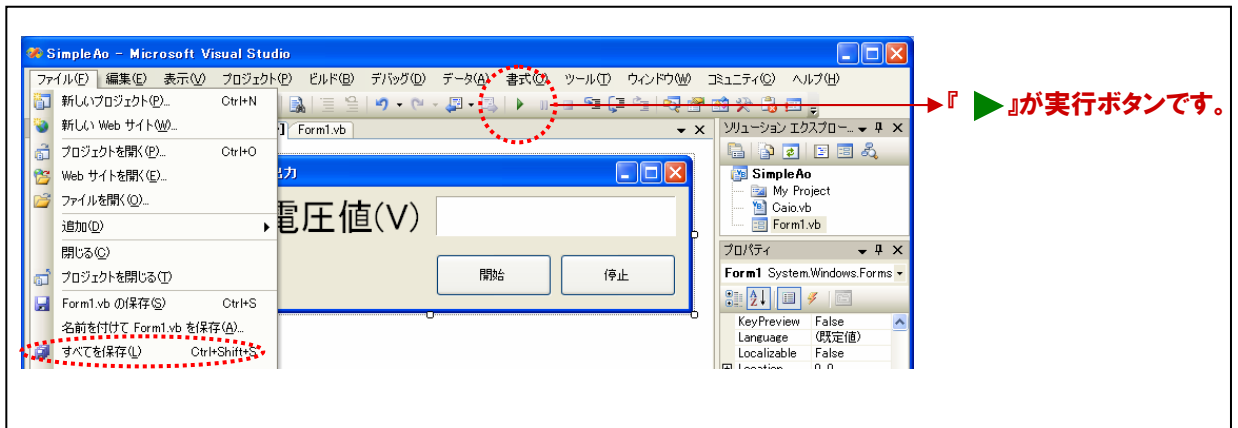 SimpleAo - Microsoft Visual Studio
ファイル(F) 編集(E) 表示(V) プロジェクト(P) ビルド(B) デバッグ(D) データ(A) 書式(O) ツール(T) ウィンドウ(W) コミュニティ(C) ヘルプ(H)
新しいプロジェクト(P)... Ctrl+N
新しい Web サイト(W)...
プロジェクトを開く(P)... Ctrl+O
Web サイトを開く(E)...
ファイルを開く(O)...
追加(D)
閉じる(C)
プロジェクトを閉じる(T)
Form1.vb の保存(S) Ctrl+S
名前を付けて Form1.vb を保存(A)...
すべてを保存(L) Ctrl+Shift+S
Form1.vb
出力
電圧値(V)
開始 停止
ソリューション エクスプロー...
SimpleAo
My Project
Caio.vb
Form1.vb
プロパティ
Form1 System.Windows.Forms
KeyPreview False
Language (既定値)
Localizable False
Location 0, 0
『 ▶ 』が実行ボタンです。